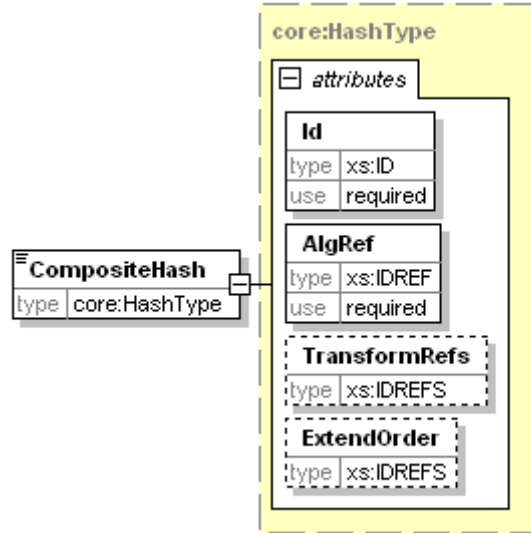 core:HashType
attributes
Id
type xs:ID
use required
AlgRef
type xs:IDREF
use required
CompositeHash
type core:HashType
TransformRefs
type xs:IDREFS
ExtendOrder
type xs:IDREFS